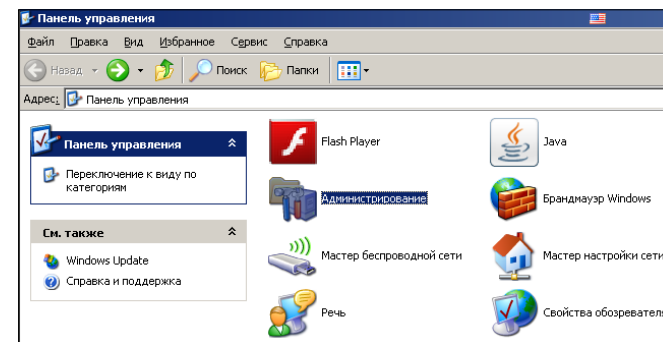 Панель управления
Файл Правка Вид Избранное Сервис Справка
Назад Поиск Папки
Адрес: Панель управления
Панель управления
Переключение к виду по
категориям
См. также
Windows Update
Справка и поддержка
Flash Player
Java
Администрирование
Брандмауэр Windows
Мастер беспроводной сети
Мастер настройки сети
Речь
Свойства обозревателя